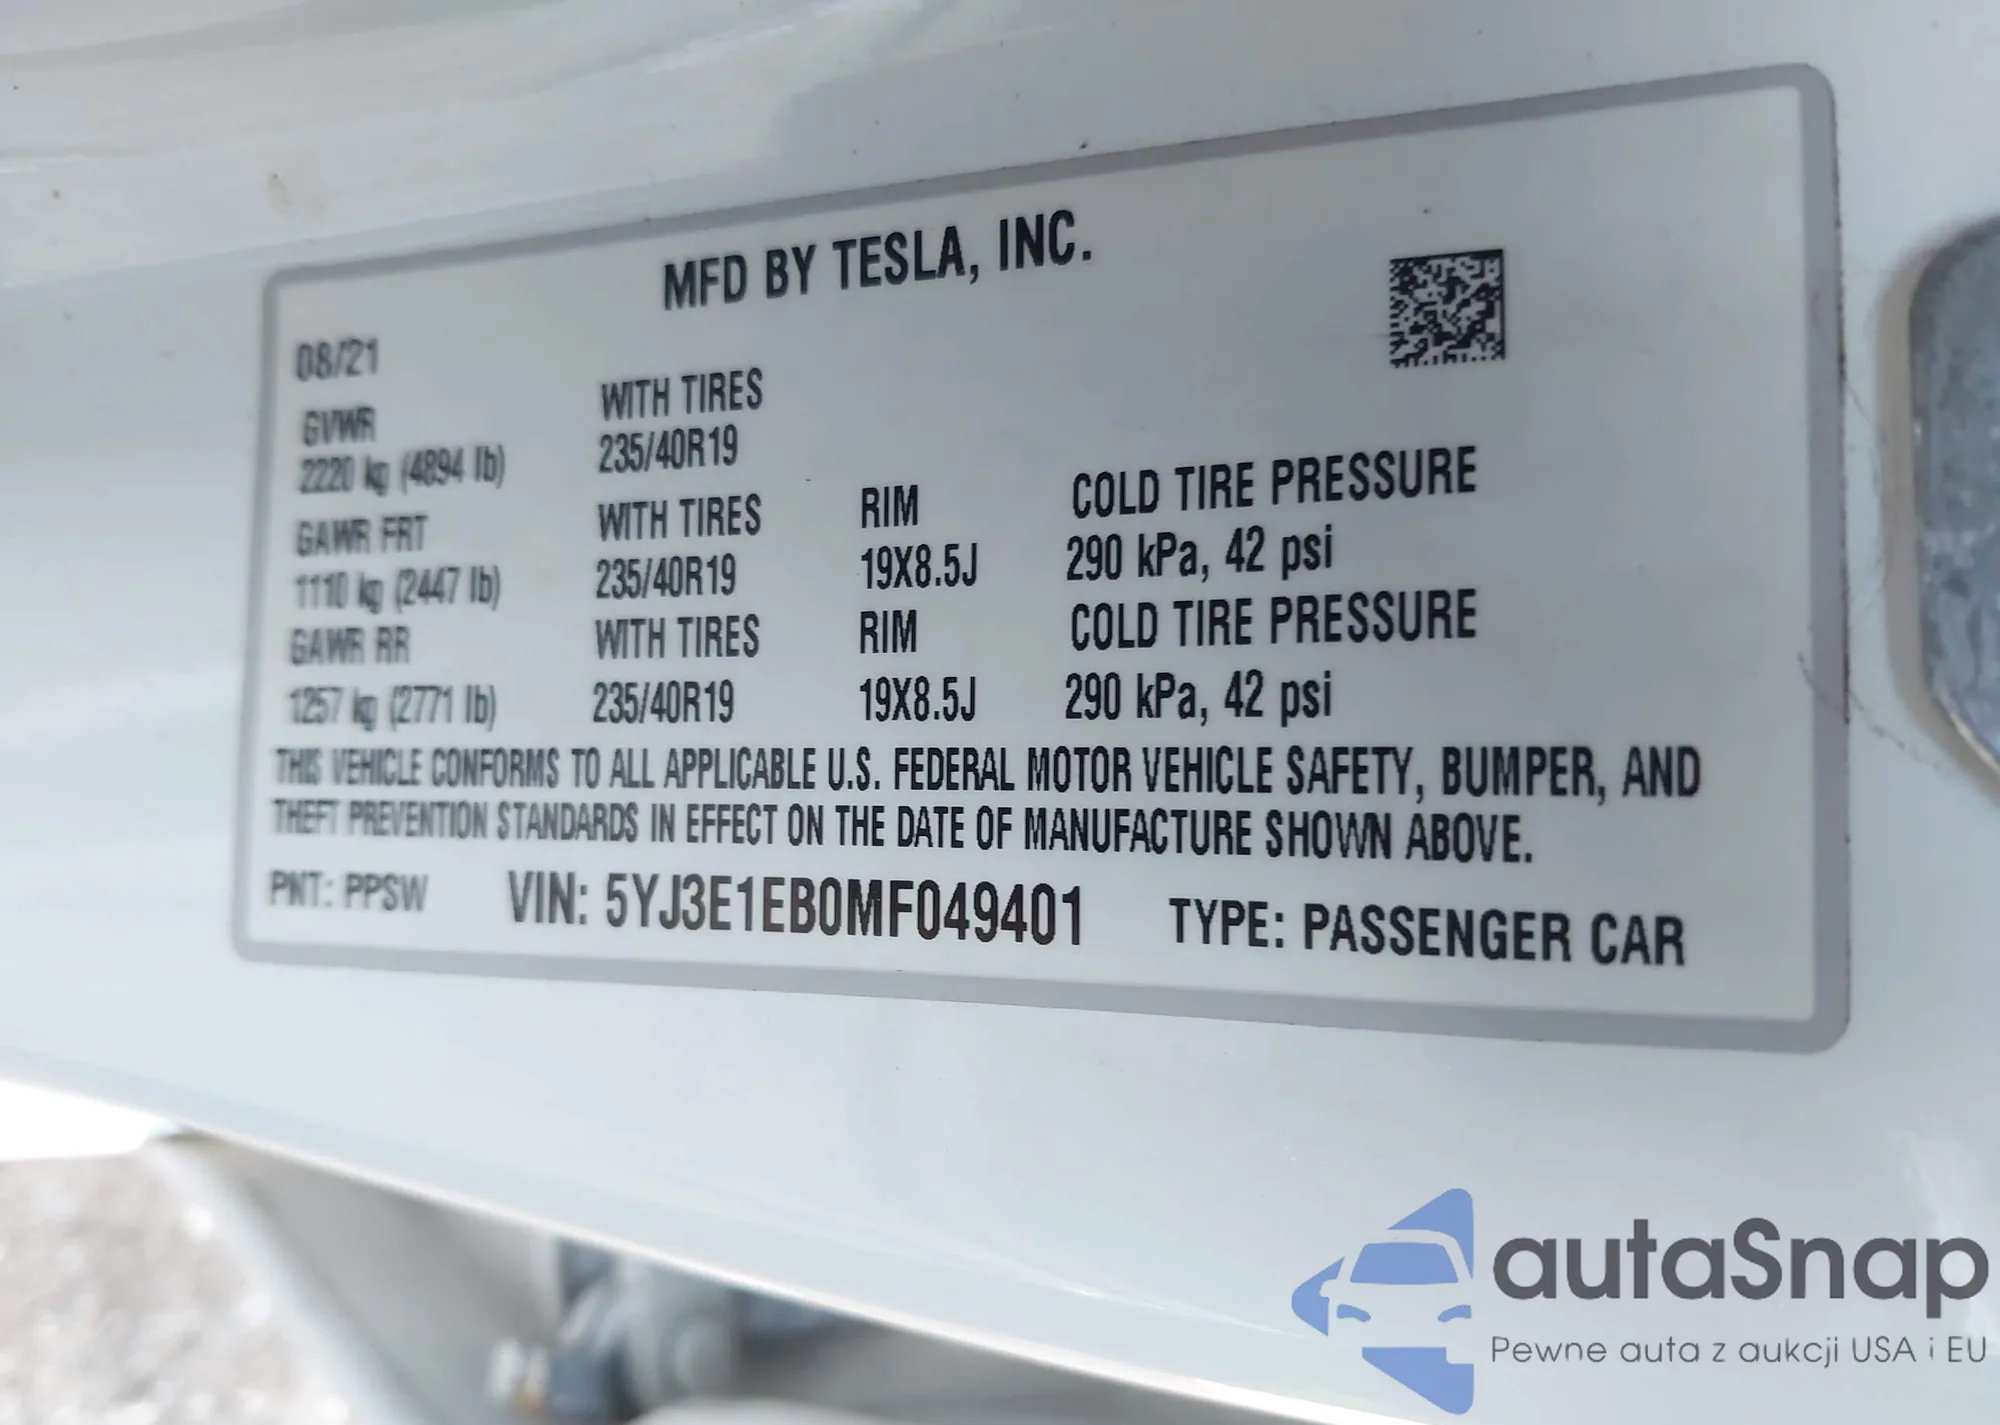 MFD BY TESLA, INC.
08/21
GVWR WITH TIRES
2220 kg (4894 lb) 235/40R19
GAWR FRT WITH TIRES RIM COLD TIRE PRESSURE
1110 kg (2447 lb) 235/40R19 19X8.5J 290 kPa, 42 psi
GAWR RR WITH TIRES RIM COLD TIRE PRESSURE
1257 kg (2771 lb) 235/40R19 19X8.5J 290 kPa, 42 psi
THIS VEHICLE CONFORMS TO ALL APPLICABLE U.S. FEDERAL MOTOR VEHICLE SAFETY, BUMPER, AND
THEFT PREVENTION STANDARDS IN EFFECT ON THE DATE OF MANUFACTURE SHOWN ABOVE.
PNT: PPSW VIN: 5YJ3E1EB0MF049401 TYPE: PASSENGER CAR
autaSnap
Pewne auta z aukcji USA i EU